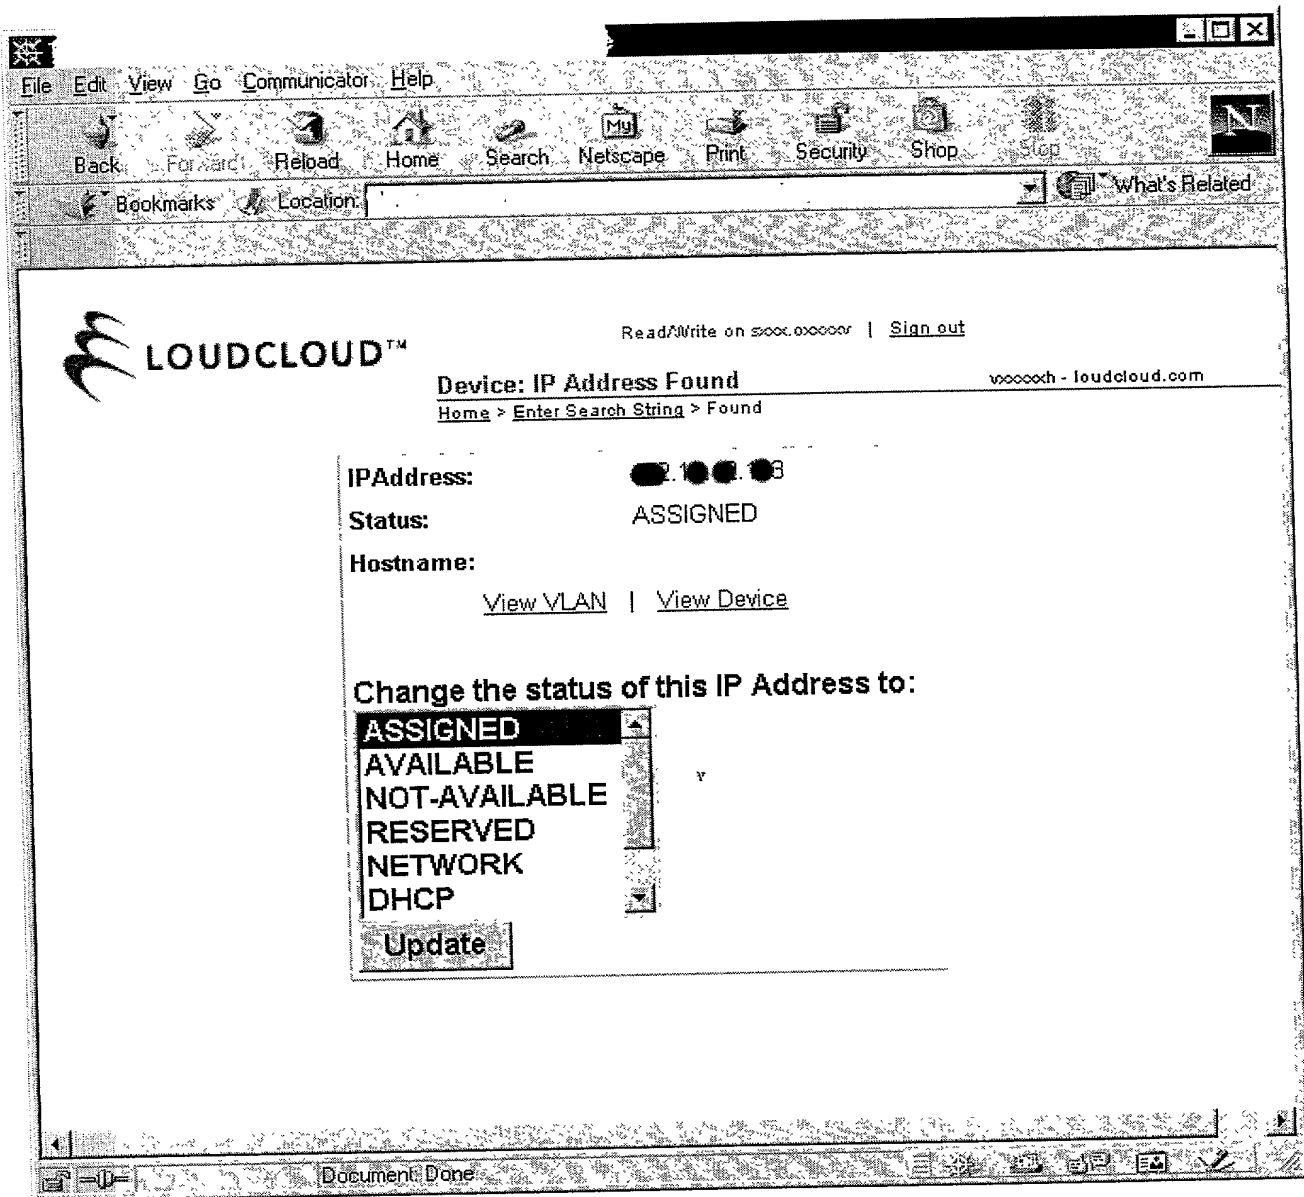 File Edit View Go Communicator Help
Back Forward Reload Home Search My Netscape Print Security Shop Stop
N
Bookmarks Location: What's Related
LOUDCLOUD™
Read/Write on | Sign out
Device: IP Address Found
- loudcloud.com
Home > Enter Search String > Found
IPAddress:
Status: ASSIGNED
Hostname:
View VLAN | View Device
Change the status of this IP Address to:
ASSIGNED
AVAILABLE
NOT-AVAILABLE
RESERVED
NETWORK
DHCP
Update
Document: Done